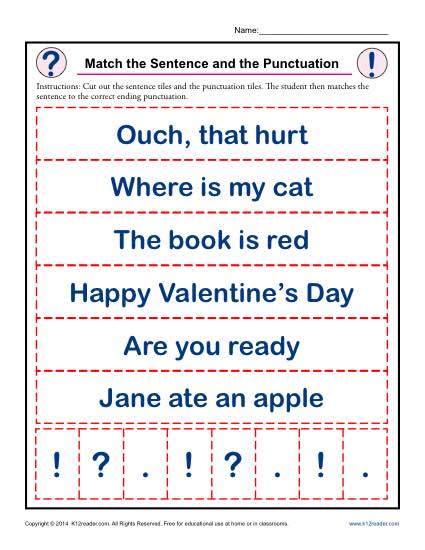 Name:
? Match the Sentence and the Punctuation !
Instructions: Cut out the sentence tiles and the punctuation tiles. The student then matches the
sentence to the correct ending punctuation.
Ouch, that hurt
Where is my cat
The book is red
Happy Valentine's Day
Are you ready
Jane ate an apple
! ? . ! ? . ! .
Copyright © 2014 K12reader.com. All Rights Reserved. Free for educational use at home or in classrooms. www.k12reader.com